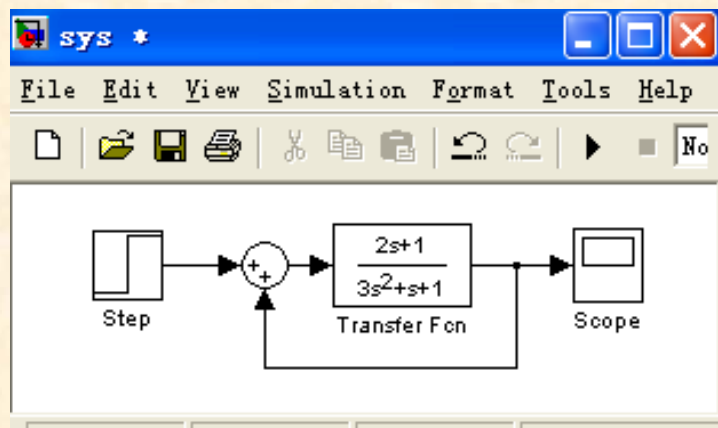 sys *
File Edit View Simulation Format Tools Help
No
++
2s+1
3s²+s+1
Step
Transfer Fcn
Scope